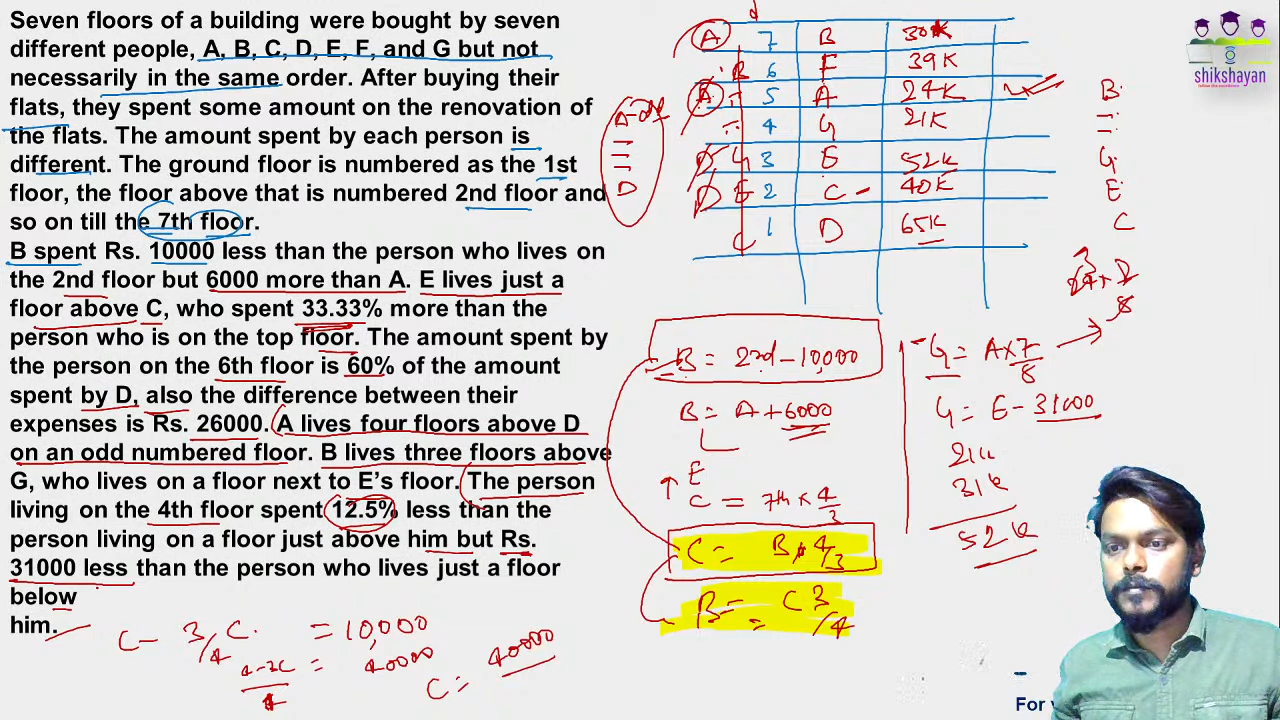 Seven floors of a building were bought by seven
different people, A, B, C, D, E, F, and G but not
necessarily in the same order. After buying their
flats, they spent some amount on the renovation of
the flats. The amount spent by each person is
different. The ground floor is numbered as the 1st
floor, the floor above that is numbered 2nd floor and
so on till the 7th floor.
B spent Rs. 10000 less than the person who lives on
the 2nd floor but 6000 more than A. E lives just a
floor above C, who spent 33.33% more than the
person who is on the top floor. The amount spent by
the person on the 6th floor is 60% of the amount
spent by D, also the difference between their
expenses is Rs. 26000. A lives four floors above D
on an odd numbered floor. B lives three floors above
G, who lives on a floor next to E's floor. The person
living on the 4th floor spent 12.5% less than the
person living on a floor just above him but Rs.
31000 less than the person who lives just a floor
below
him.
C - 3/4 C = 10,000
= 40000
C = 40000
A 7 B 30K
B 6 F 39K
A 5 A 24K
4 G 21K
D G 3 E 52K
D E 2 C - 40K
C 1 D 65K
D
B
G
E
C
B = 2nd - 10,000
B = A + 6000
E
C = 7th × 4/3
C = B × 4/3
B = C 3/4
G = A × 7/8
G = E - 31000
21K
31K
52K
shikshayan